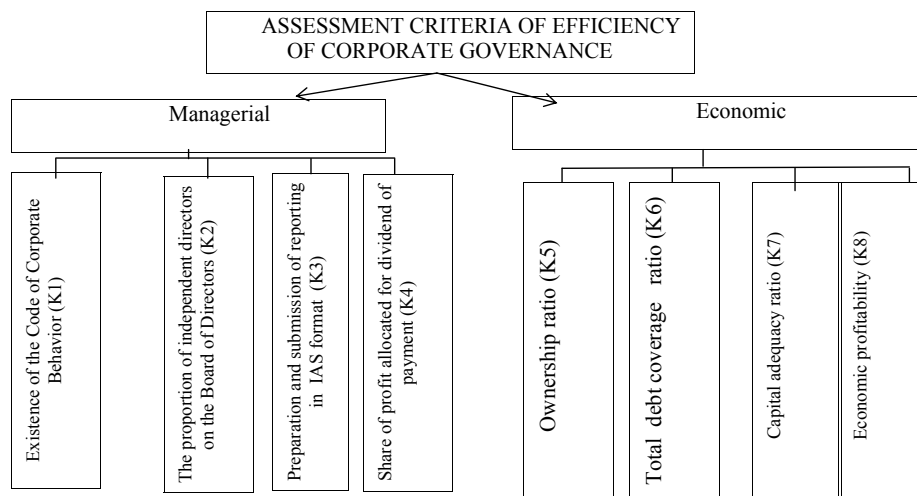 ASSESSMENT CRITERIA OF EFFICIENCY
OF CORPORATE GOVERNANCE
Managerial
Economic
Existence of the Code of Corporate
Behavior (K1)
The proportion of independent directors
on the Board of Directors (K2)
Preparation and submission of reporting
in IAS format (K3)
Share of profit allocated for dividend of
payment (K4)
Ownership ratio (K5)
Total debt coverage ratio (K6)
Capital adequacy ratio (K7)
Economic profitability (K8)